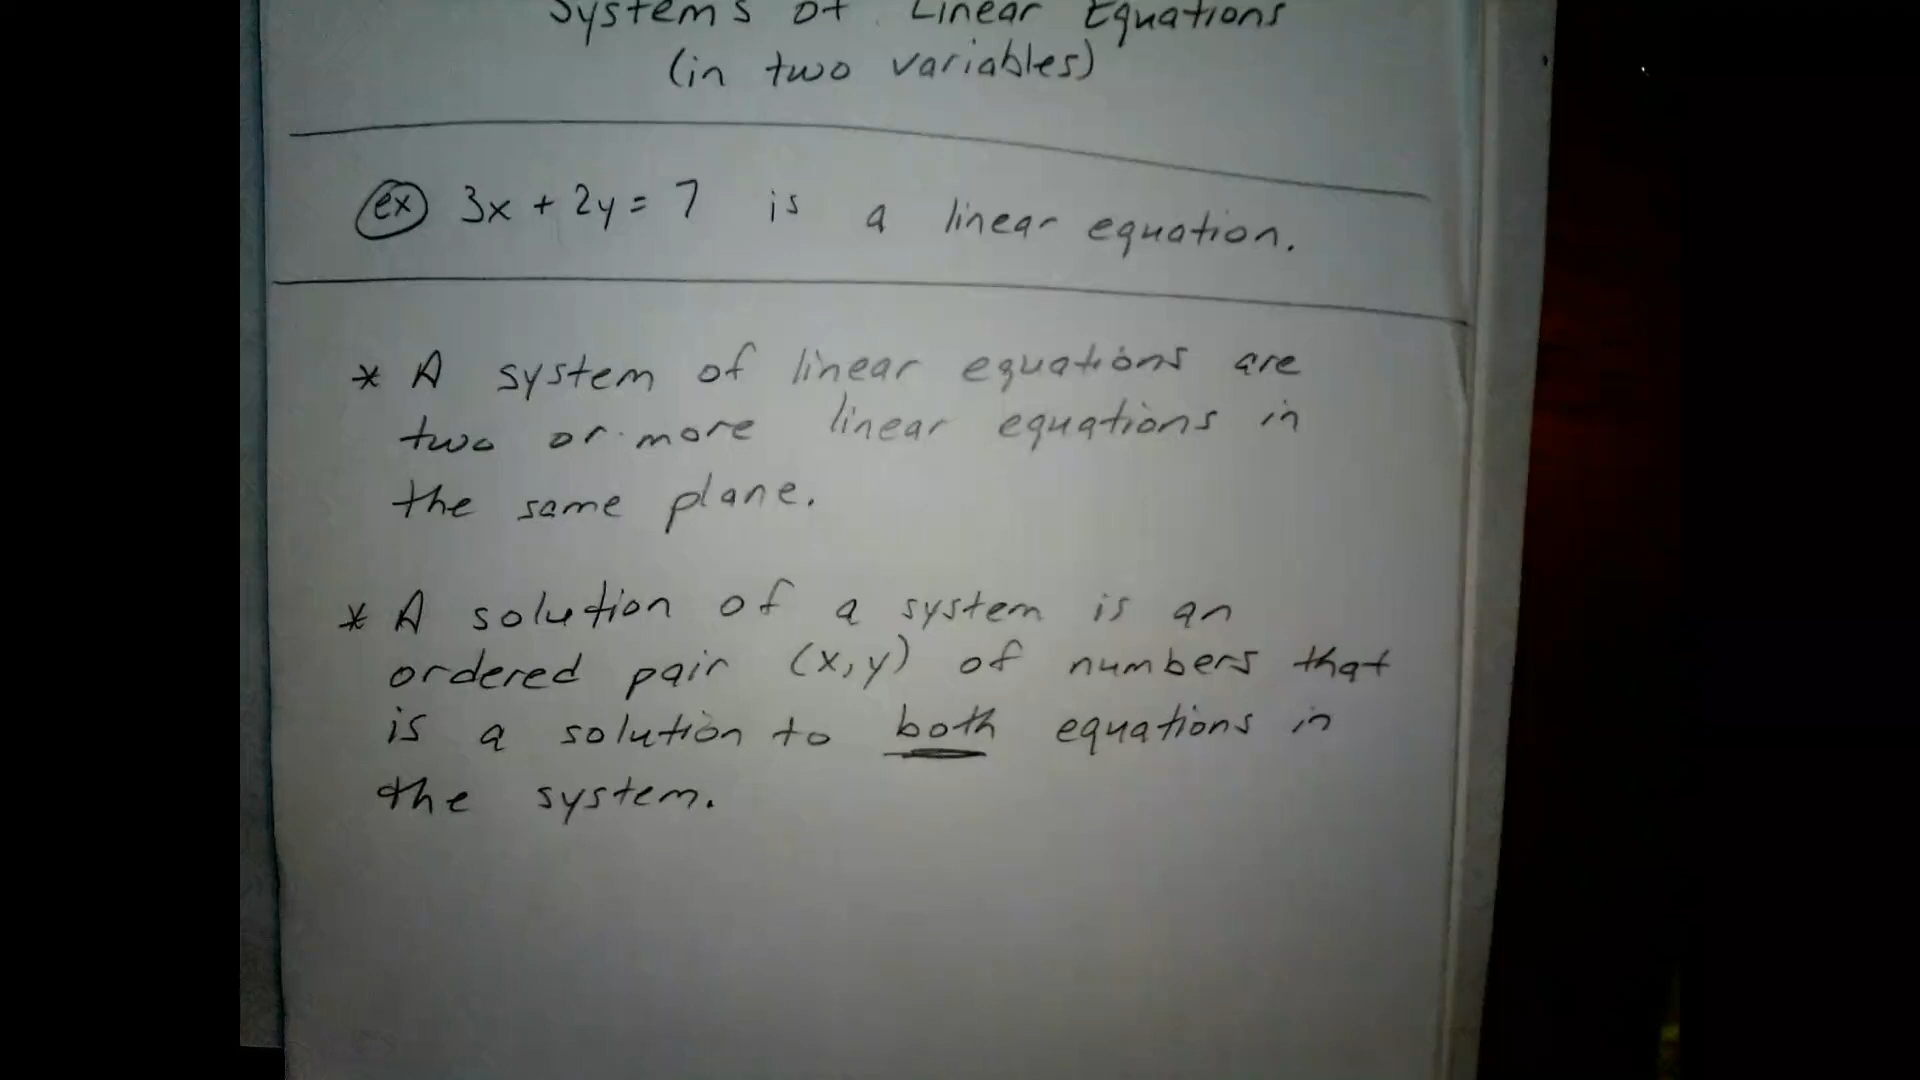 Systems of Linear Equations
(in two variables)
ex 3x + 2y = 7 is a linear equation.
* A system of linear equations are
two or more linear equations in
the same plane.
* A solution of a system is an
ordered pair (x,y) of numbers that
is a solution to both equations in
the system.